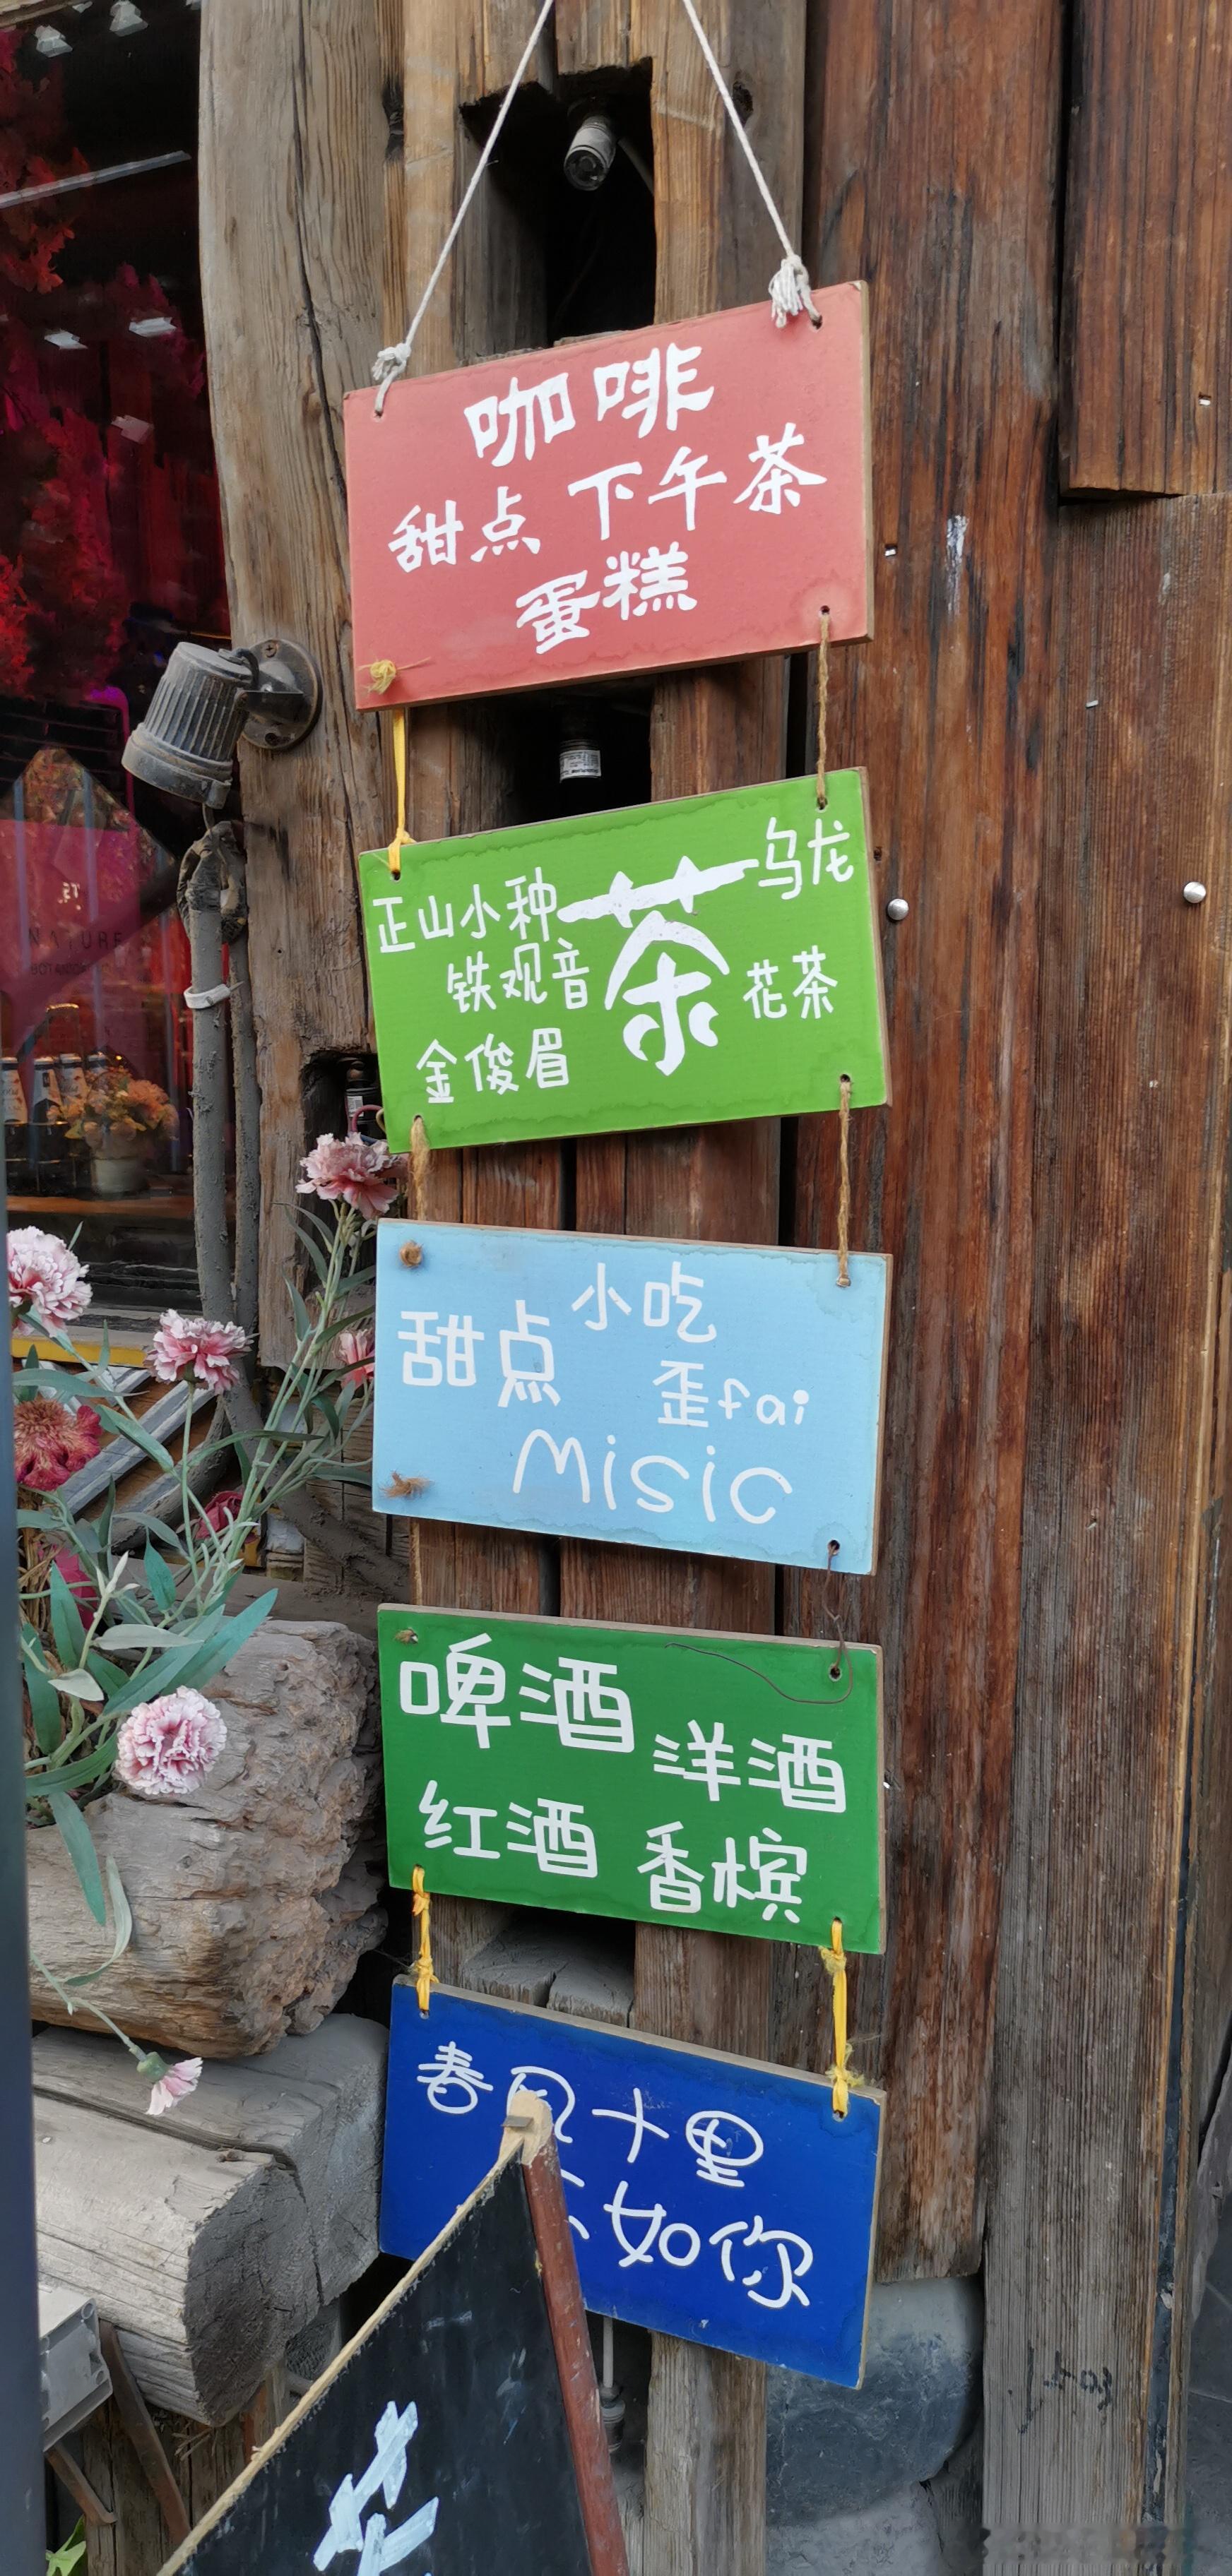 咖啡
甜点 下午茶
蛋糕
正山小种 茶 乌龙
铁观音 花茶
金俊眉
小吃
甜点
歪fai
Misic
啤酒 洋酒
红酒 香槟
春风十里
不如你
NATURE